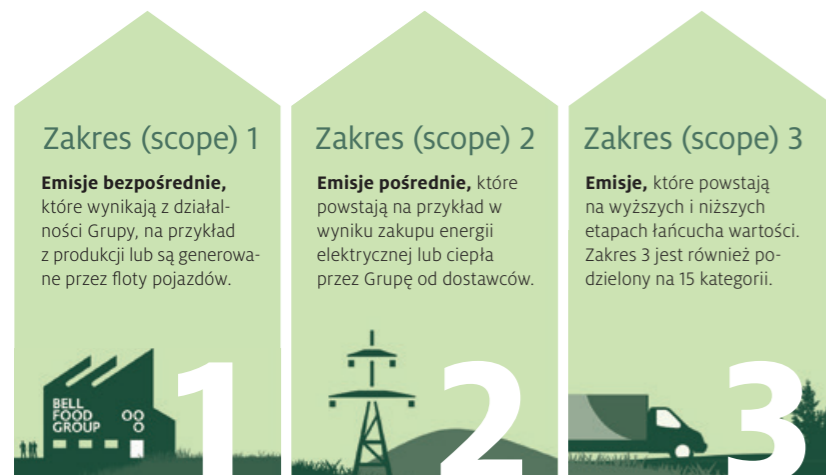 Zakres (scope) 1
Emisje bezpośrednie,
które wynikają z działal-
ności Grupy, na przykład
z produkcji lub są generowa-
ne przez floty pojazdów.
BELL
FOOD
GROUP
1
Zakres (scope) 2
Emisje pośrednie, które
powstają na przykład w
wyniku zakupu energii
elektrycznej lub ciepła
przez Grupę od dostawców.
2
Zakres (scope) 3
Emisje, które powstają
na wyższych i niższych
etapach łańcucha wartości.
Zakres 3 jest również po-
dzielony na 15 kategorii.
3